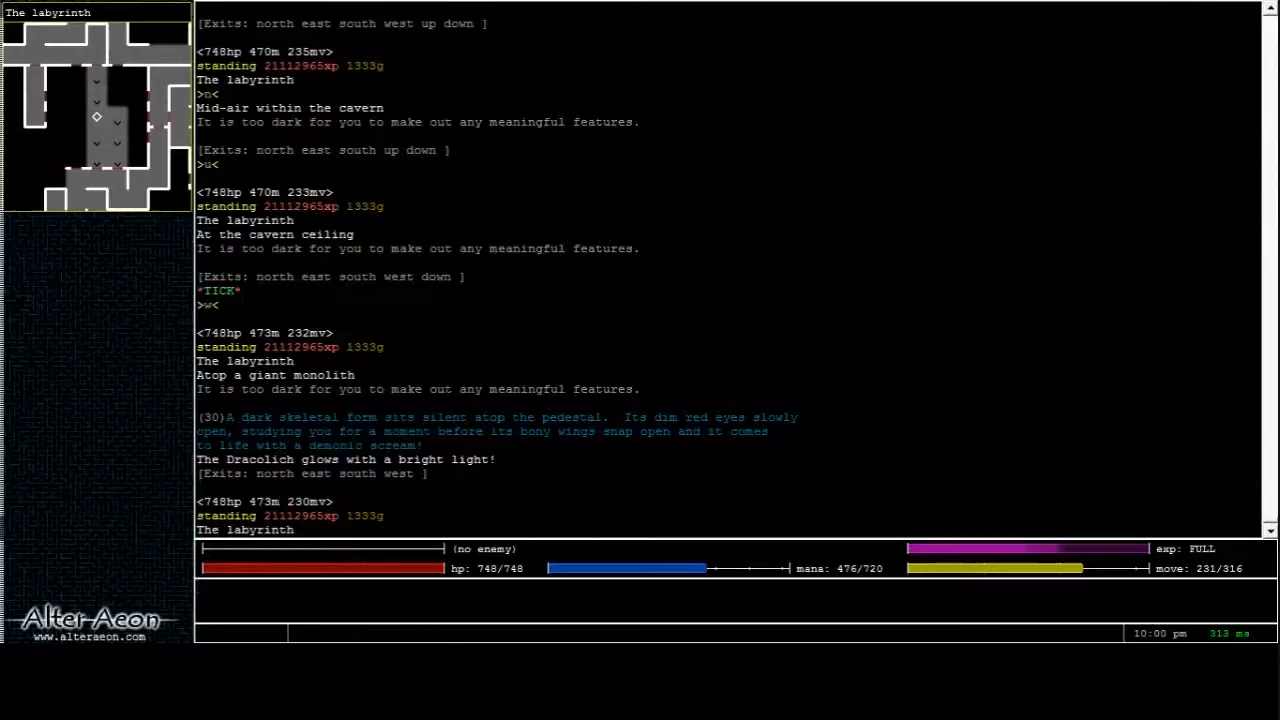 The labyrinth
[Exits: north east south west up down ]
<748hp 470m 235mv>
standing 21112965xp 1333g
The labyrinth
>n<
Mid-air within the cavern
It is too dark for you to make out any meaningful features.
[Exits: north east south up down ]
>u<
<748hp 470m 233mv>
standing 21112965xp 1333g
The labyrinth
At the cavern ceiling
It is too dark for you to make out any meaningful features.
[Exits: north east south west down ]
*TICK*
>w<
<748hp 473m 232mv>
standing 21112965xp 1333g
The labyrinth
Atop a giant monolith
It is too dark for you to make out any meaningful features.
(30)A dark skeletal form sits silent atop the pedestal.  Its dim red eyes slowly
open, studying you for a moment before its bony wings snap open and it comes
to life with a demonic scream!
The Dracolich glows with a bright light!
[Exits: north east south west ]
<748hp 473m 230mv>
standing 21112965xp 1333g
The labyrinth
(no enemy)
exp: FULL
hp: 748/748
mana: 476/720
move: 231/316
Alter Aeon
www.alteraeon.com
10:00 pm
313 ms